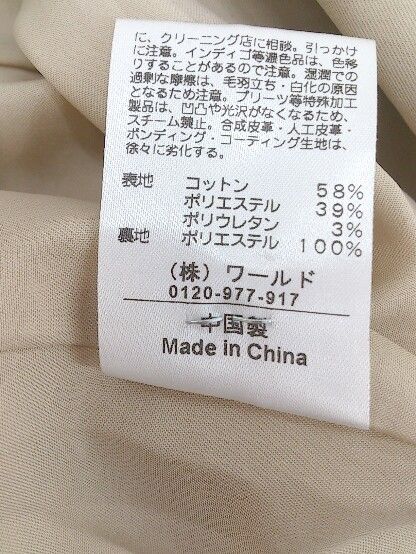 に、クリーニング店に相談。引っかけ
に注意。インディゴ等濃色品は、色移
りすることがあるので注意。湿潤での
過剰な摩擦は、毛羽立ち・白化の原因
となるため注意。プリーツ等特殊加工
製品は、凹凸や光沢がなくなるため、
スチーム禁止。合成皮革・人工皮革・
ボンディング・コーティング生地は、
徐々に劣化する。
表地 コットン 58%
ポリエステル 39%
ポリウレタン 3%
裏地 ポリエステル 100%
(株) ワールド
0120-977-917
中国製
Made in China